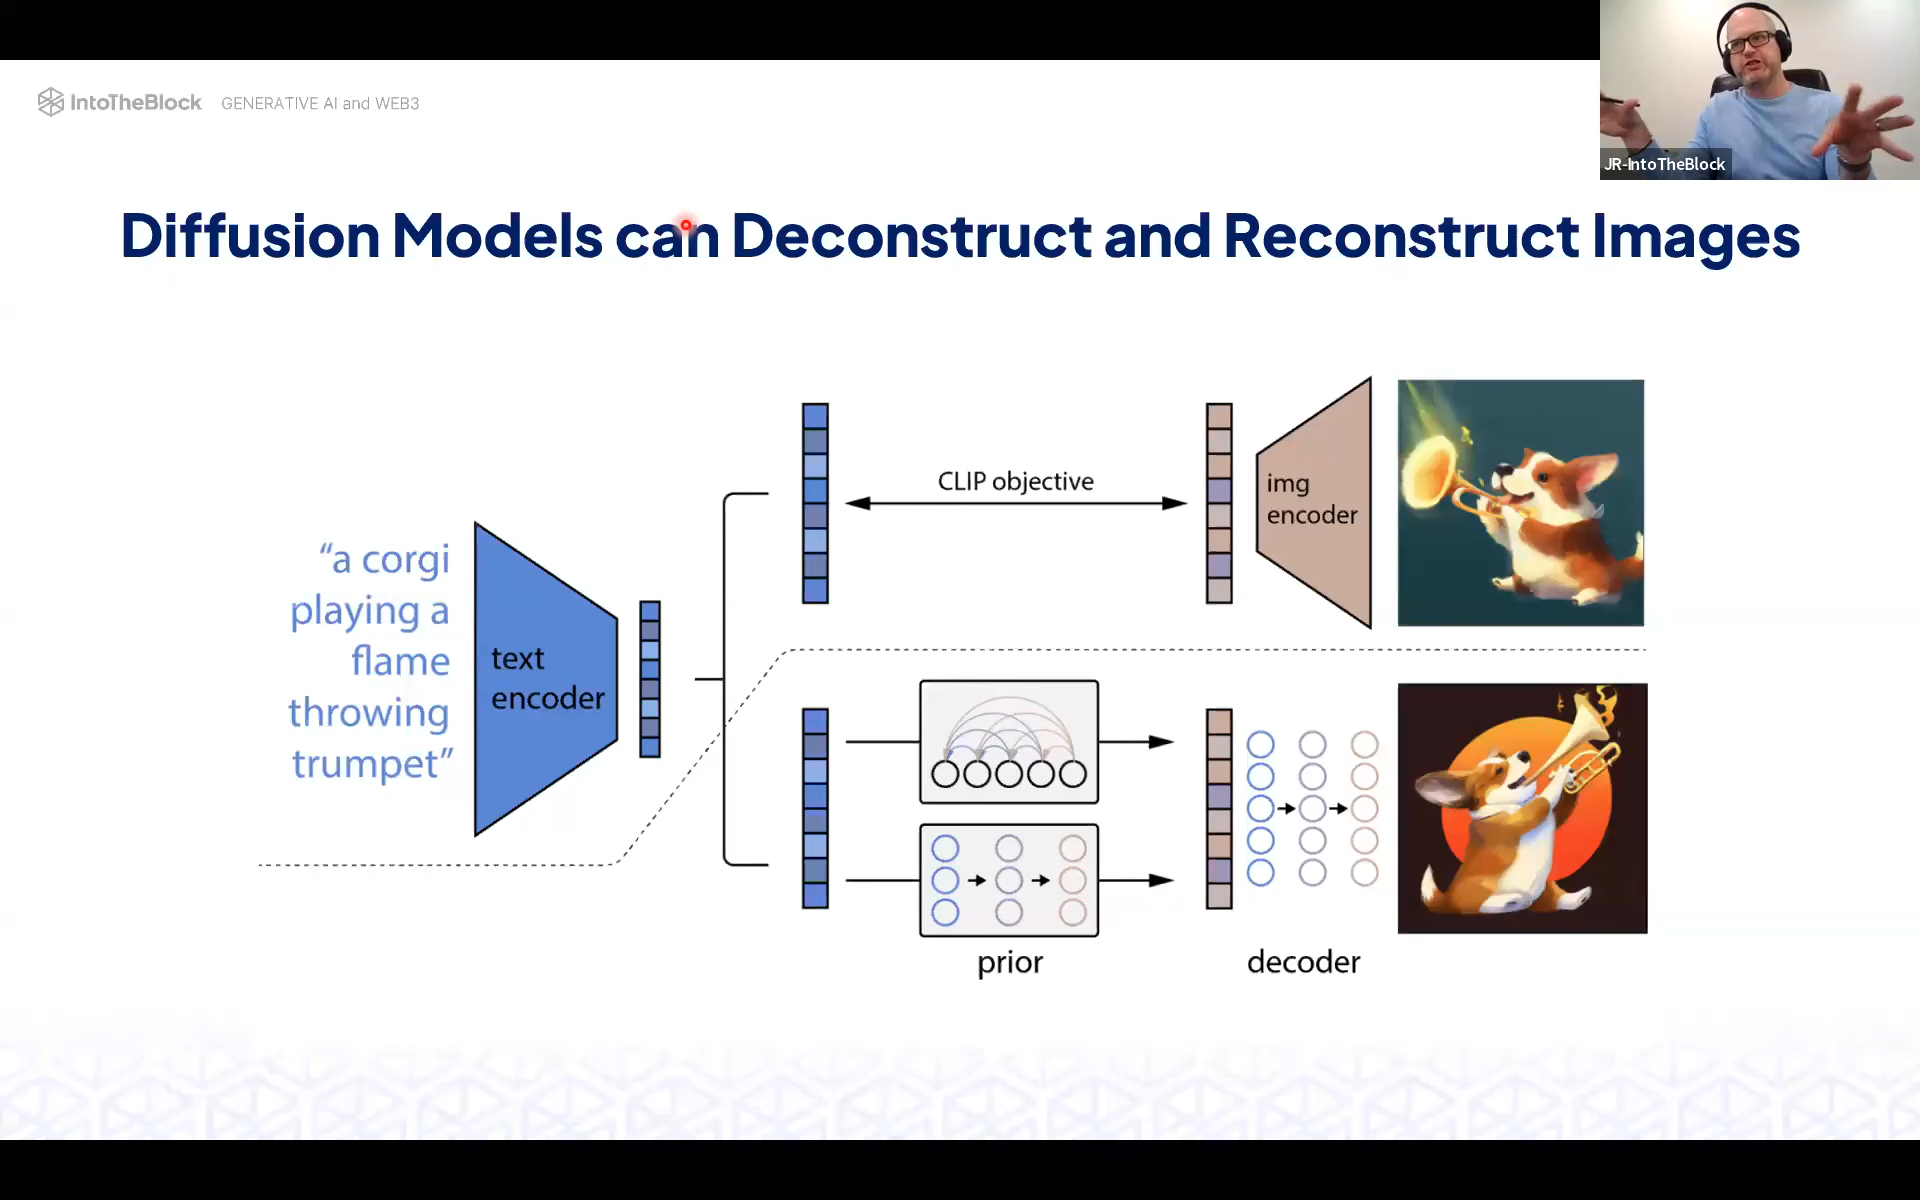 IntoTheBlock GENERATIVE AI and WEB3
JR-IntoTheBlock
Diffusion Models can Deconstruct and Reconstruct Images
“a corgi
playing a
flame
throwing
trumpet”
text
encoder
CLIP objective
img
encoder
prior
decoder